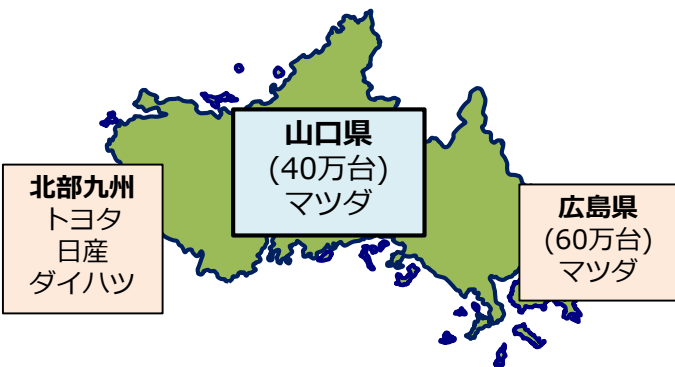 山口県
(40万台)
マツダ
北部九州
トヨタ
日産
ダイハツ
広島県
(60万台)
マツダ